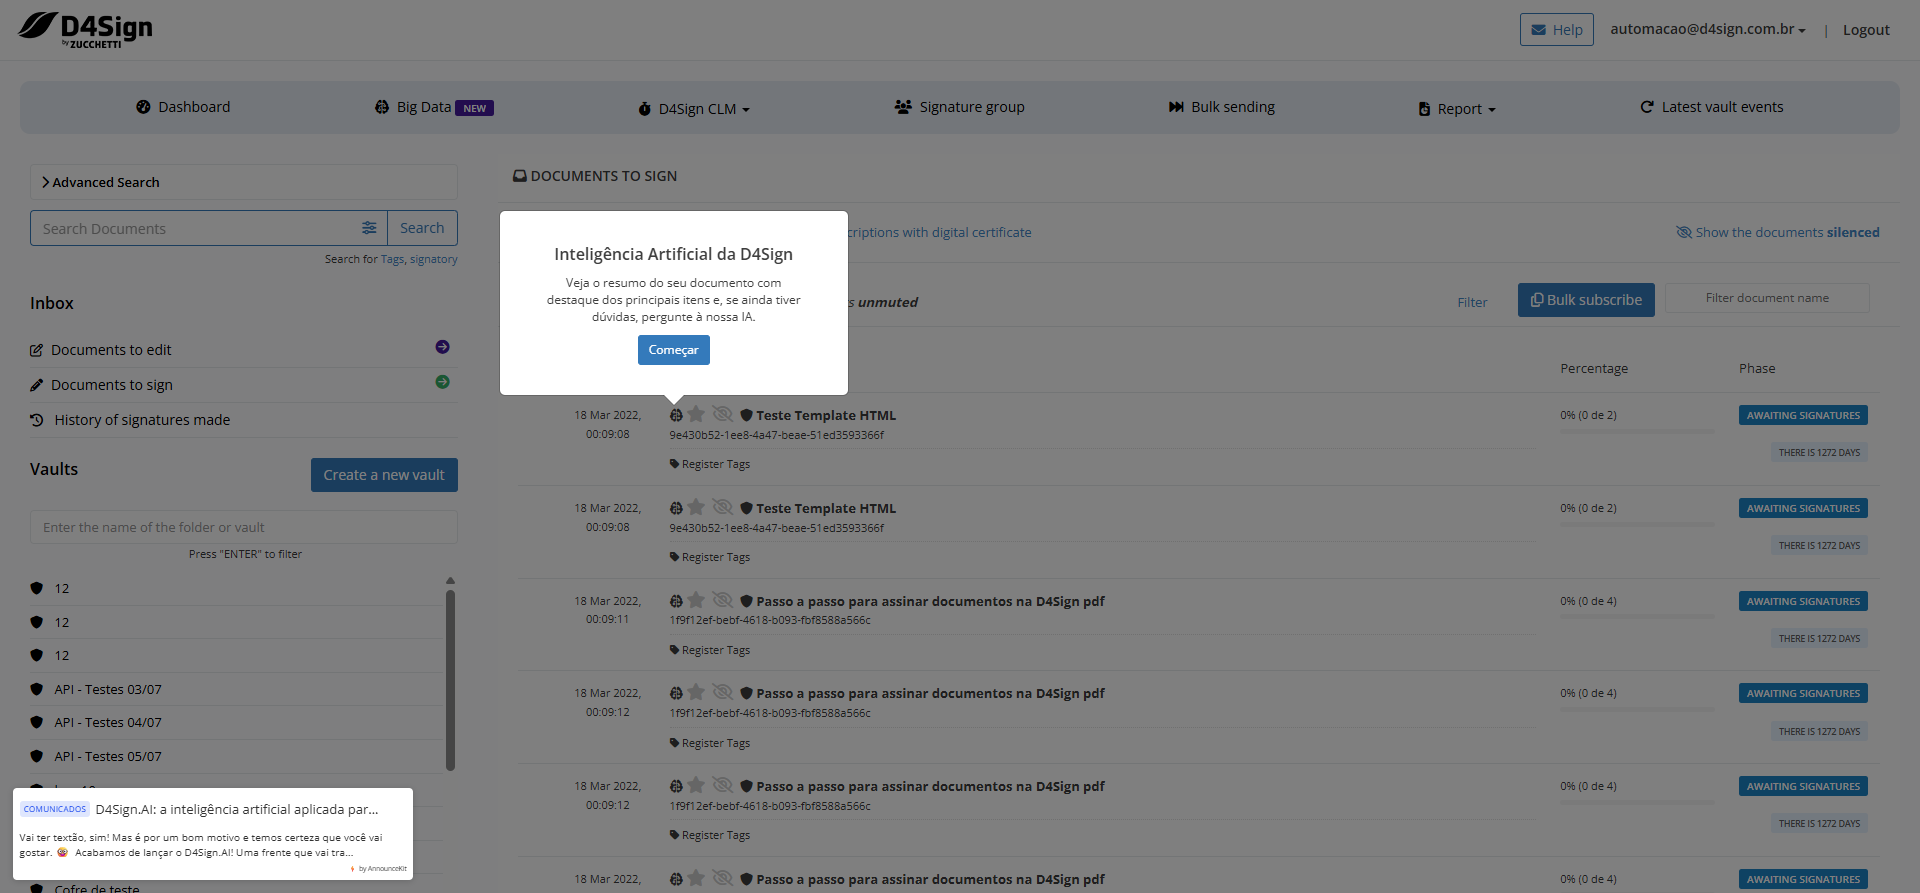 D4Sign
by ZUCCHETTI
Help
automacao@d4sign.com.br
|
Logout
Dashboard
Big Data NEW
D4Sign CLM
Signature group
Bulk sending
Report
Latest vault events
Advanced Search
Search Documents
Search
Search for Tags, signatory
Inbox
Documents to edit
Documents to sign
History of signatures made
Vaults
Create a new vault
Enter the name of the folder or vault
Press "ENTER" to filter
12
12
12
API - Testes 03/07
API - Testes 04/07
API - Testes 05/07
Cofre de teste
COMUNICADOS D4Sign.AI: a inteligência artificial aplicada par...
Vai ter textão, sim! Mas é por um bom motivo e temos certeza que você vai
gostar. Acabamos de lançar o D4Sign.AI! Uma frente que vai tra...
by AnnounceKit
DOCUMENTS TO SIGN
criptions with digital certificate
Show the documents silenced
Inteligência Artificial da D4Sign
Veja o resumo do seu documento com
destaque dos principais itens e, se ainda tiver
dúvidas, pergunte à nossa IA.
Começar
s unmuted
Filter
Bulk subscribe
Filter document name
Percentage
Phase
18 Mar 2022,
00:09:08
Teste Template HTML
9e430b52-1ee8-4a47-beae-51ed3593366f
Register Tags
0% (0 de 2)
AWAITING SIGNATURES
THERE IS 1272 DAYS
18 Mar 2022,
00:09:08
Teste Template HTML
9e430b52-1ee8-4a47-beae-51ed3593366f
Register Tags
0% (0 de 2)
AWAITING SIGNATURES
THERE IS 1272 DAYS
18 Mar 2022,
00:09:11
Passo a passo para assinar documentos na D4Sign pdf
1f9f12ef-bebf-4618-b093-fbf8588a566c
Register Tags
0% (0 de 4)
AWAITING SIGNATURES
THERE IS 1272 DAYS
18 Mar 2022,
00:09:12
Passo a passo para assinar documentos na D4Sign pdf
1f9f12ef-bebf-4618-b093-fbf8588a566c
Register Tags
0% (0 de 4)
AWAITING SIGNATURES
THERE IS 1272 DAYS
18 Mar 2022,
00:09:12
Passo a passo para assinar documentos na D4Sign pdf
1f9f12ef-bebf-4618-b093-fbf8588a566c
Register Tags
0% (0 de 4)
AWAITING SIGNATURES
THERE IS 1272 DAYS
18 Mar 2022,
Passo a passo para assinar documentos na D4Sign pdf
0% (0 de 4)
AWAITING SIGNATURES